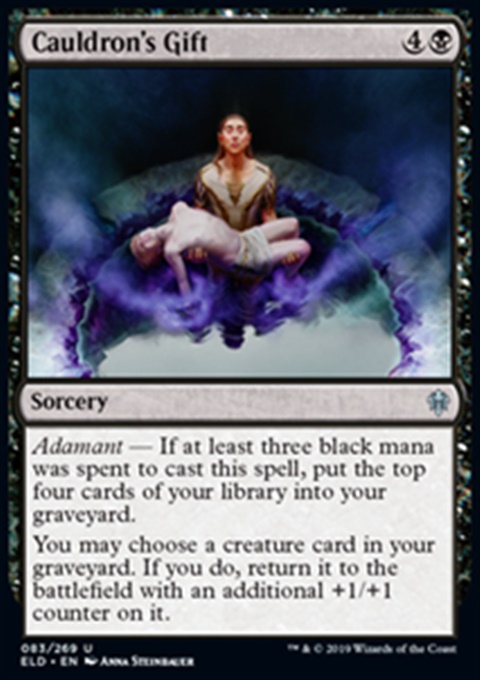 Cauldron's Gift 4
Sorcery
Adamant — If at least three black mana
was spent to cast this spell, put the top
four cards of your library into your
graveyard.
You may choose a creature card in your
graveyard. If you do, return it to the
battlefield with an additional +1/+1
counter on it.
083/269 U
™ & © 2019 Wizards of the Coast
ELD • EN Anna Steinbauer